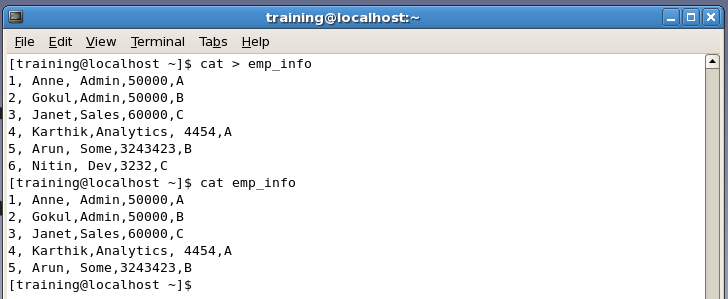 training@localhost:~
File Edit View Terminal Tabs Help
[training@localhost ~]$ cat > emp_info
1, Anne, Admin,50000,A
2, Gokul,Admin,50000,B
3, Janet,Sales,60000,C
4, Karthik,Analytics, 4454,A
5, Arun, Some,3243423,B
6, Nitin, Dev,3232,C
[training@localhost ~]$ cat emp_info
1, Anne, Admin,50000,A
2, Gokul,Admin,50000,B
3, Janet,Sales,60000,C
4, Karthik,Analytics, 4454,A
5, Arun, Some,3243423,B
[training@localhost ~]$